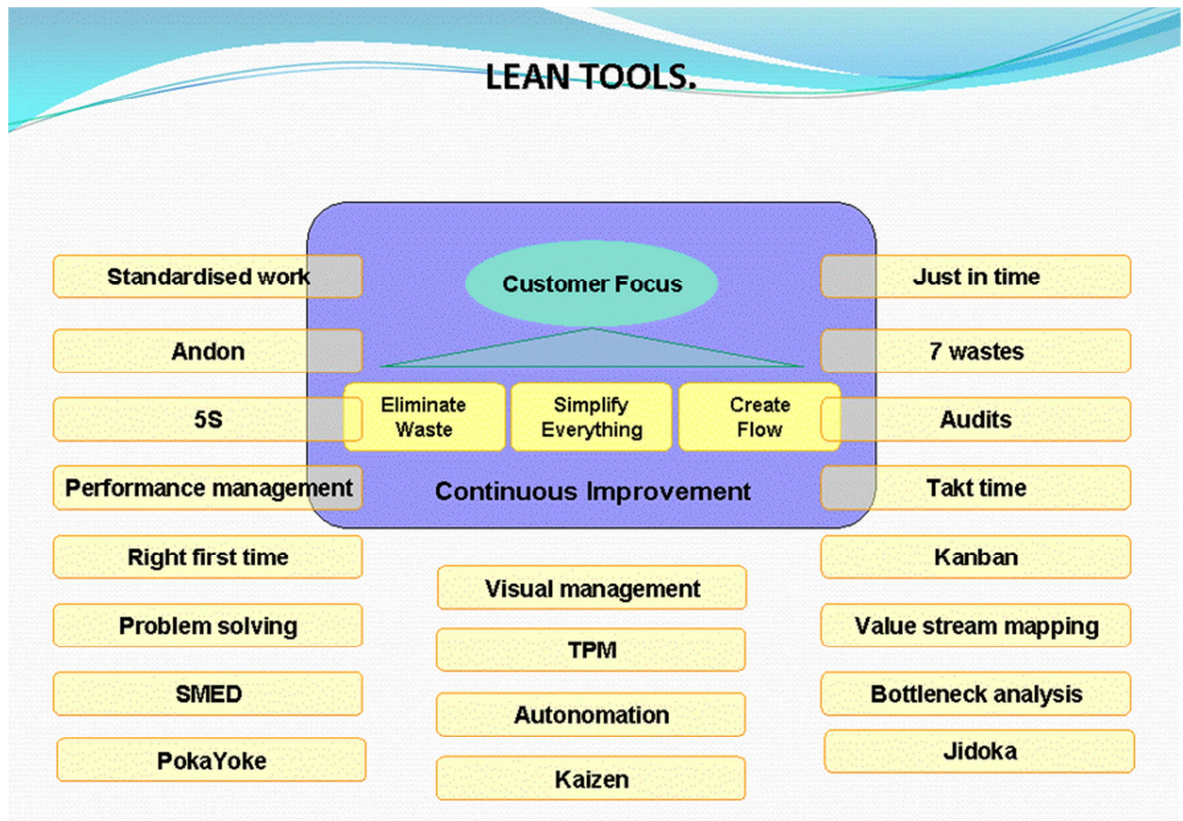 LEAN TOOLS.
Customer Focus
Eliminate
Waste
Simplify
Everything
Create
Flow
Continuous Improvement
Standardised work
Andon
5S
Performance management
Right first time
Problem solving
SMED
PokaYoke
Visual management
TPM
Autonomation
Kaizen
Just in time
7 wastes
Audits
Takt time
Kanban
Value stream mapping
Bottleneck analysis
Jidoka